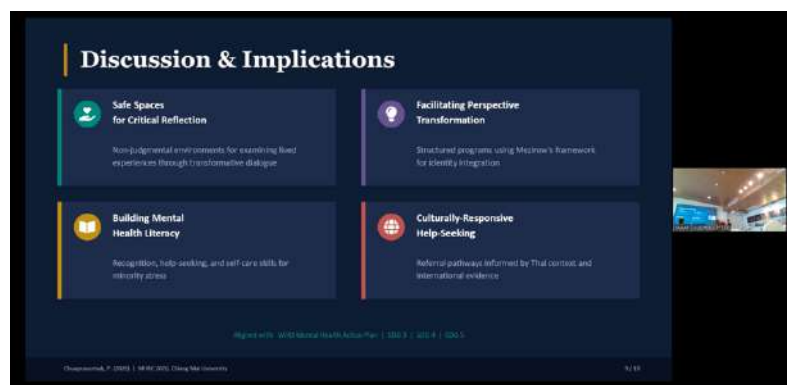 Discussion & Implications
Safe Spaces
for Critical Reflection
Non-judgmental environments for examining lived
experiences through transformative dialogue
Facilitating Perspective
Transformation
Structured programs using Mezirow's framework
for identity integration
Building Mental
Health Literacy
Recognition, help-seeking, and self-care skills for
minority stress
Culturally-Responsive
Help-Seeking
Referral pathways informed by Thai context and
international evidence
Aligned with WHO Mental Health Action Plan | SDG 3 | SDG 4 | SDG 5
Chiang Mai University